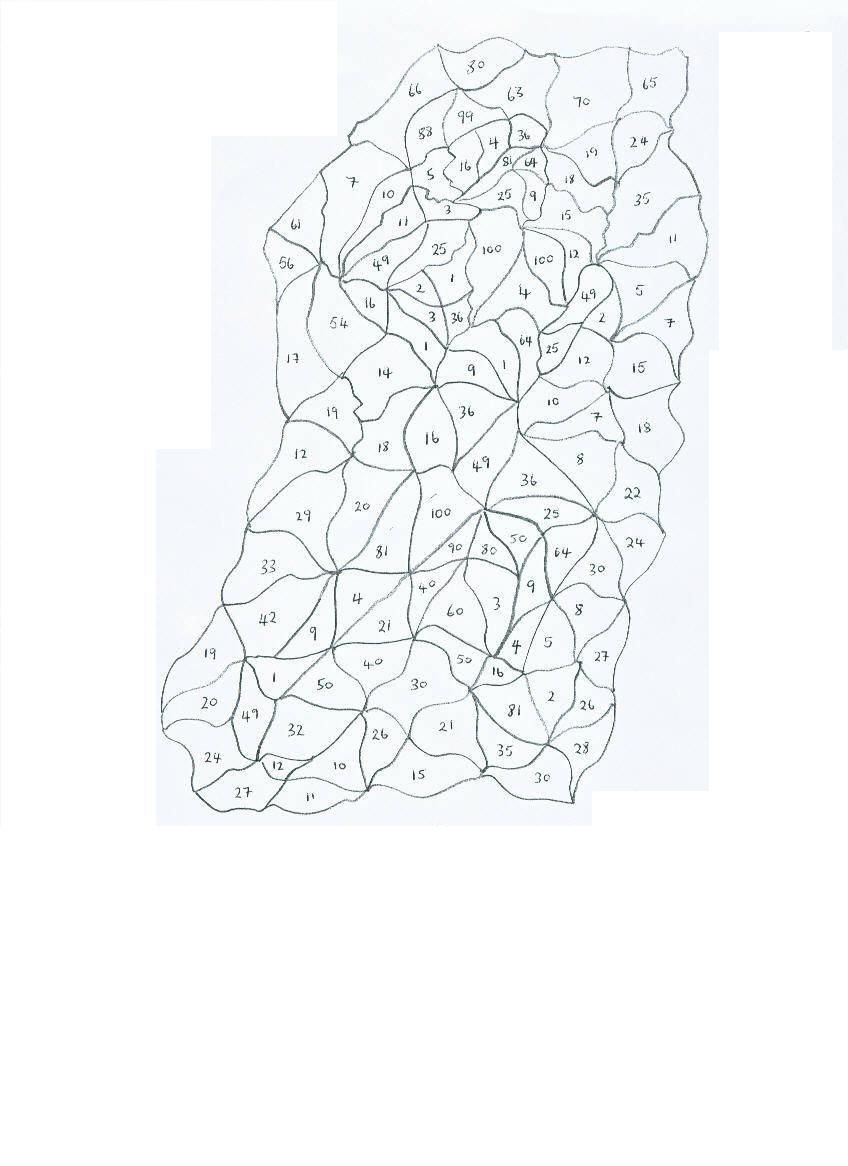 80
66 63 65
70
99
88 4 36 24
19
5 16 81 64
7 18
10 25 9 35
3 15
61 11
25 100 11
56 49 100 12
2 1 4 49 5
16
54 3 36 2 7
1 64 25
17 14 9 1 12 15
19 36 10
7
16 18
12 18 49 8
36
20 22
29 100 25
50 24
81 90 80 64
33 30
4 40 9
42 60 3 8
9 21
4 5
19 40 50 27
1 50 30 16
20 49 81 2 26
32 26 21
24 35 28
12 10 15 30
27 11